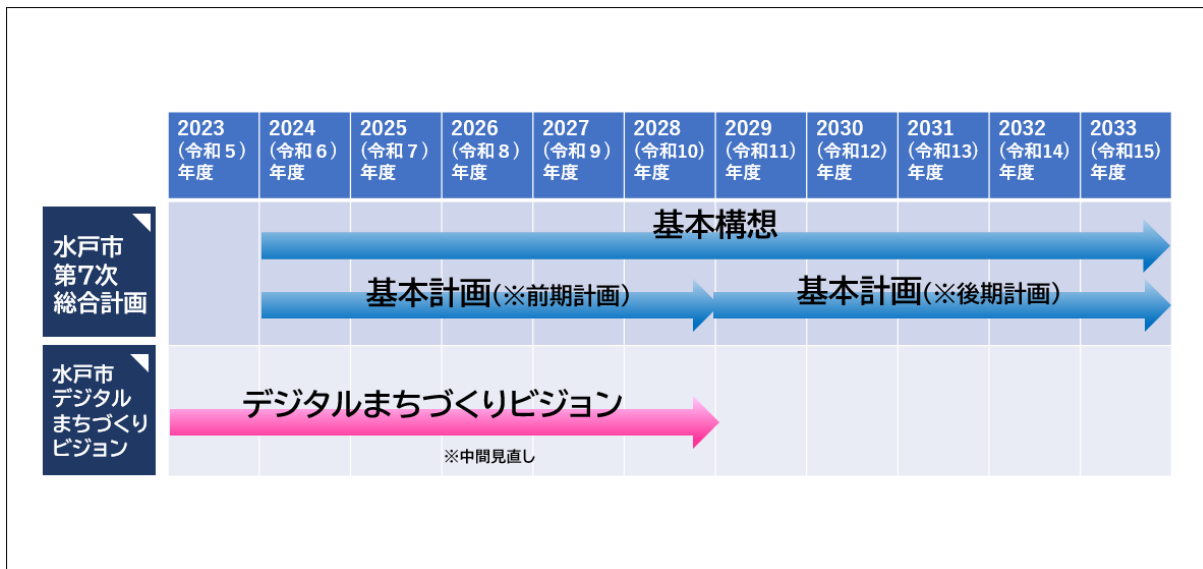 2023
(令和5)
年度
2024
(令和6)
年度
2025
(令和7)
年度
2026
(令和8)
年度
2027
(令和9)
年度
2028
(令和10)
年度
2029
(令和11)
年度
2030
(令和12)
年度
2031
(令和13)
年度
2032
(令和14)
年度
2033
(令和15)
年度
水戸市
第7次
総合計画
基本構想
基本計画(※前期計画)
基本計画(※後期計画)
水戸市
デジタル
まちづくり
ビジョン
デジタルまちづくりビジョン
※中間見直し